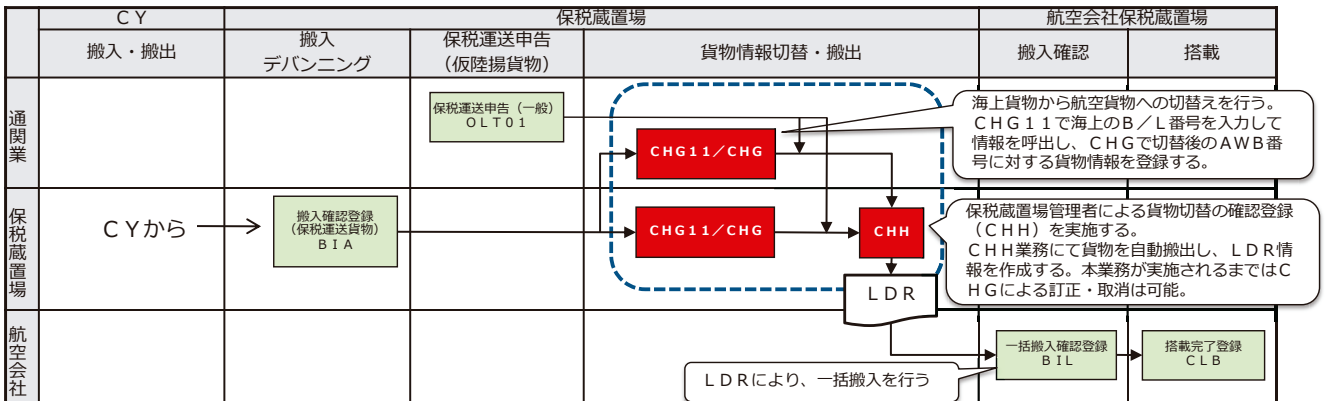 ＣＹ
保税蔵置場
航空会社保税蔵置場
搬入・搬出
搬入
デバンニング
保税運送申告
（仮陸揚貨物）
貨物情報切替・搬出
搬入確認
搭載
通関業
保税運送申告（一般）
ＯＬＴ０１
ＣＨＧ１１／ＣＨＧ
海上貨物から航空貨物への切替えを行う。
ＣＨＧ１１で海上のＢ／Ｌ番号を入力して
情報を呼出し、ＣＨＧで切替後のＡＷＢ番
号に対する貨物情報を登録する。
保税蔵置場
ＣＹから
搬入確認登録
（保税運送貨物）
ＢＩＡ
ＣＨＧ１１／ＣＨＧ
ＣＨＨ
保税蔵置場管理者による貨物切替の確認登録
（ＣＨＨ）を実施する。
ＣＨＨ業務にて貨物を自動搬出し、ＬＤＲ情
報を作成する。本業務が実施されるまではＣ
ＨＧによる訂正・取消は可能。
ＬＤＲ
航空会社
ＬＤＲにより、一括搬入を行う
一括搬入確認登録
ＢＩＬ
搭載完了登録
ＣＬＢ